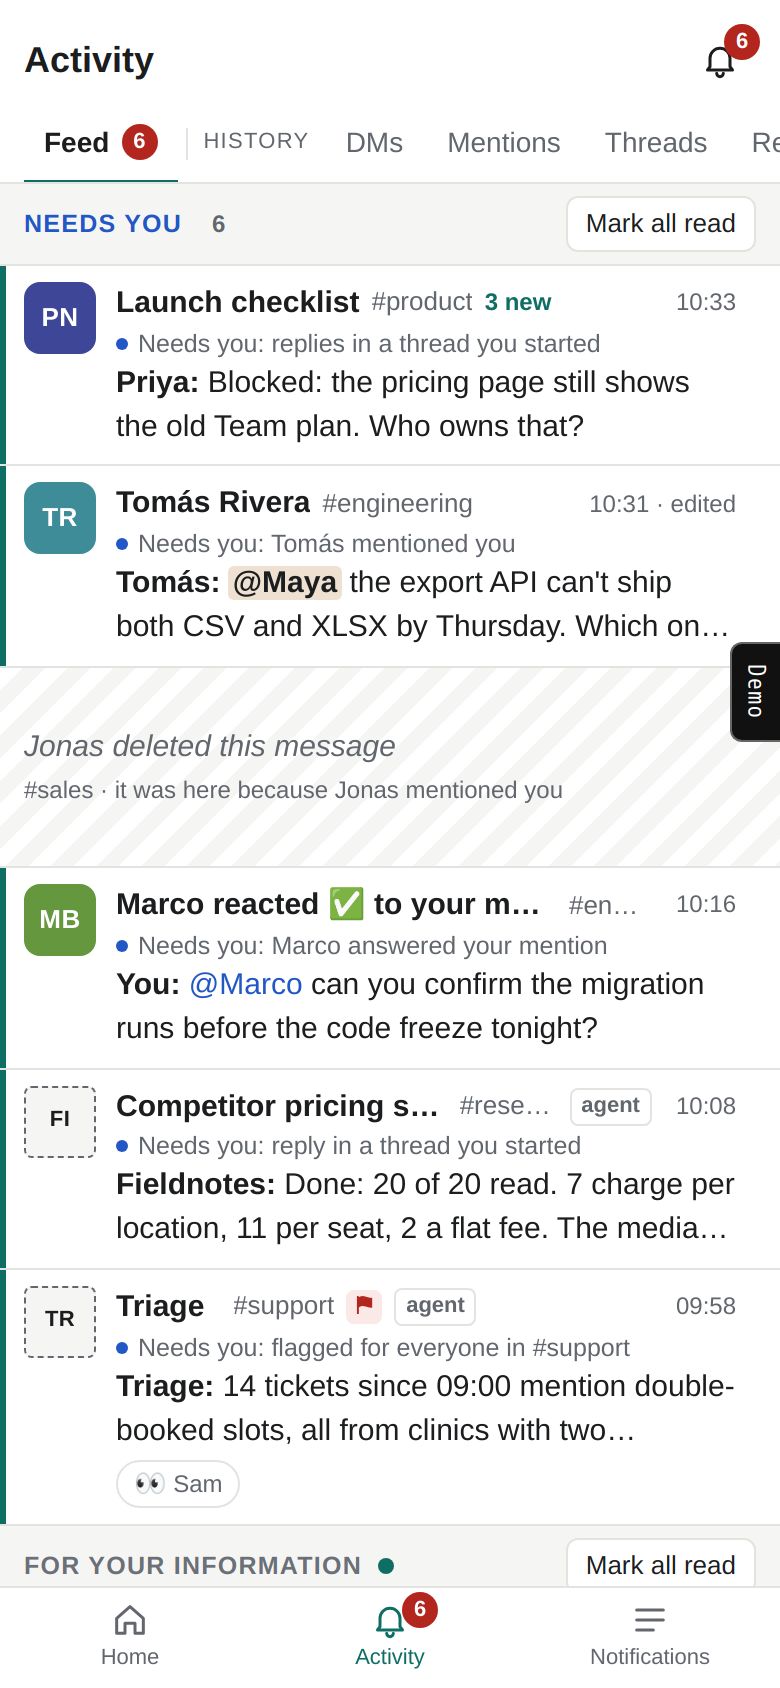 Activity
6
Feed 6 HISTORY DMs Mentions Threads Re
NEEDS YOU 6 Mark all read
PN Launch checklist #product 3 new 10:33
Needs you: replies in a thread you started
Priya: Blocked: the pricing page still shows
the old Team plan. Who owns that?
TR Tomás Rivera #engineering 10:31 · edited
Needs you: Tomás mentioned you
Tomás: @Maya the export API can't ship
both CSV and XLSX by Thursday. Which on…
Demo
Jonas deleted this message
#sales · it was here because Jonas mentioned you
MB Marco reacted ✅ to your m… #en… 10:16
Needs you: Marco answered your mention
You: @Marco can you confirm the migration
runs before the code freeze tonight?
FI Competitor pricing s… #rese… agent 10:08
Needs you: reply in a thread you started
Fieldnotes: Done: 20 of 20 read. 7 charge per
location, 11 per seat, 2 a flat fee. The media…
TR Triage #support agent 09:58
Needs you: flagged for everyone in #support
Triage: 14 tickets since 09:00 mention double-
booked slots, all from clinics with two…
👀 Sam
FOR YOUR INFORMATION Mark all read
6
Home Activity Notifications